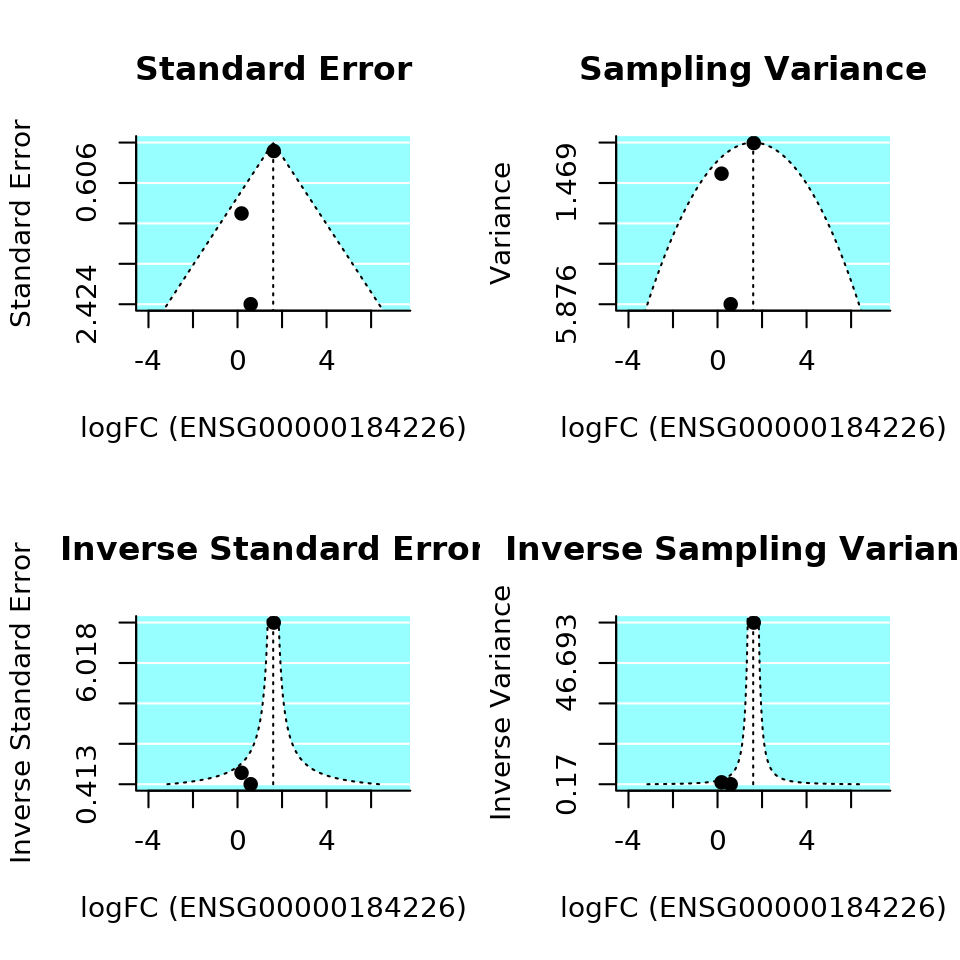 Standard Error
Standard Error
0.606
2.424
-4 0 4
logFC (ENSG00000184226)
Sampling Variance
Variance
1.469
5.876
-4 0 4
logFC (ENSG00000184226)
Inverse Standard Error
Inverse Standard Error
6.018
0.413
-4 0 4
logFC (ENSG00000184226)
Inverse Sampling Varian
Inverse Variance
46.693
0.17
-4 0 4
logFC (ENSG00000184226)